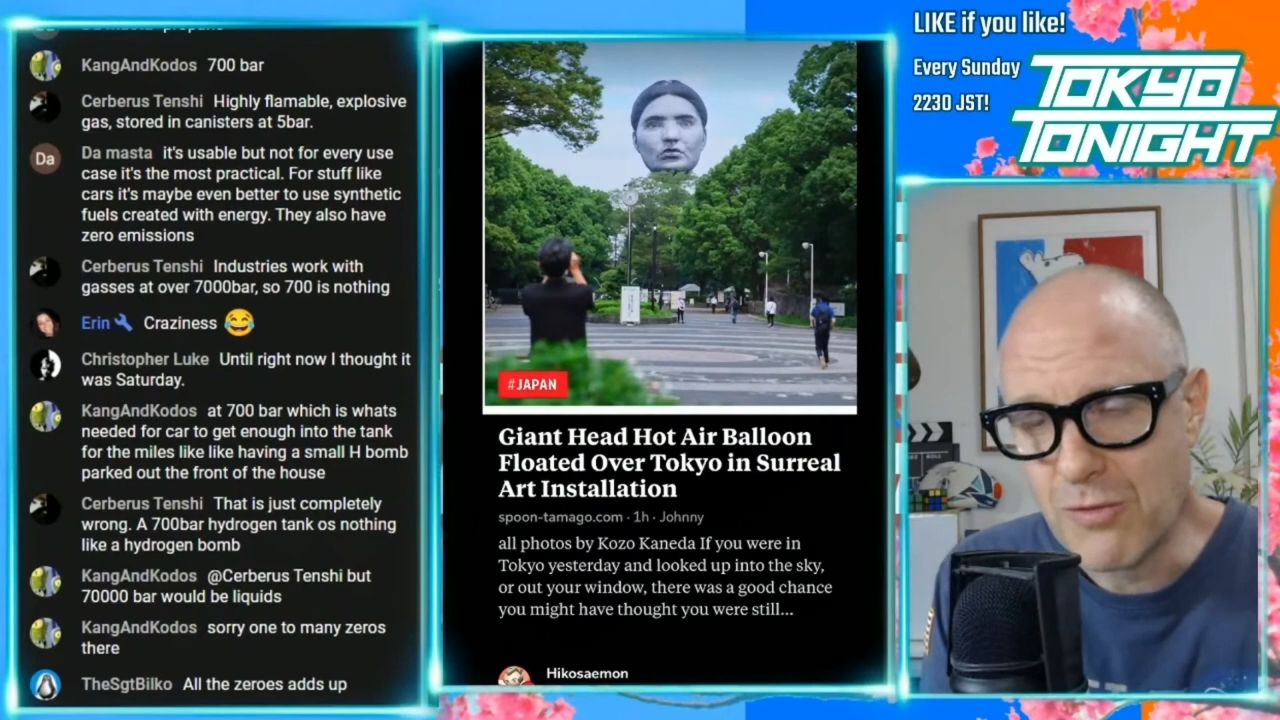 KangAndKodos 700 bar
Cerberus Tenshi Highly flamable, explosive
gas, stored in canisters at 5bar.
Da
Da masta it's usable but not for every use
case it's the most practical. For stuff like
cars it's maybe even better to use synthetic
fuels created with energy. They also have
zero emissions
Cerberus Tenshi Industries work with
gasses at over 7000bar, so 700 is nothing
Erin Craziness 😂
Christopher Luke Until right now I thought it
was Saturday.
KangAndKodos at 700 bar which is whats
needed for car to get enough into the tank
for the miles like like having a small H bomb
parked out the front of the house
Cerberus Tenshi That is just completely
wrong. A 700bar hydrogen tank os nothing
like a hydrogen bomb
KangAndKodos @Cerberus Tenshi but
70000 bar would be liquids
KangAndKodos sorry one to many zeros
there
TheSgtBilko All the zeroes adds up
#JAPAN
Giant Head Hot Air Balloon
Floated Over Tokyo in Surreal
Art Installation
spoon-tamago.com · 1h · Johnny
all photos by Kozo Kaneda If you were in
Tokyo yesterday and looked up into the sky,
or out your window, there was a good chance
you might have thought you were still...
Hikosaemon
LIKE if you like!
Every Sunday
2230 JST!
TOKYO
TONIGHT